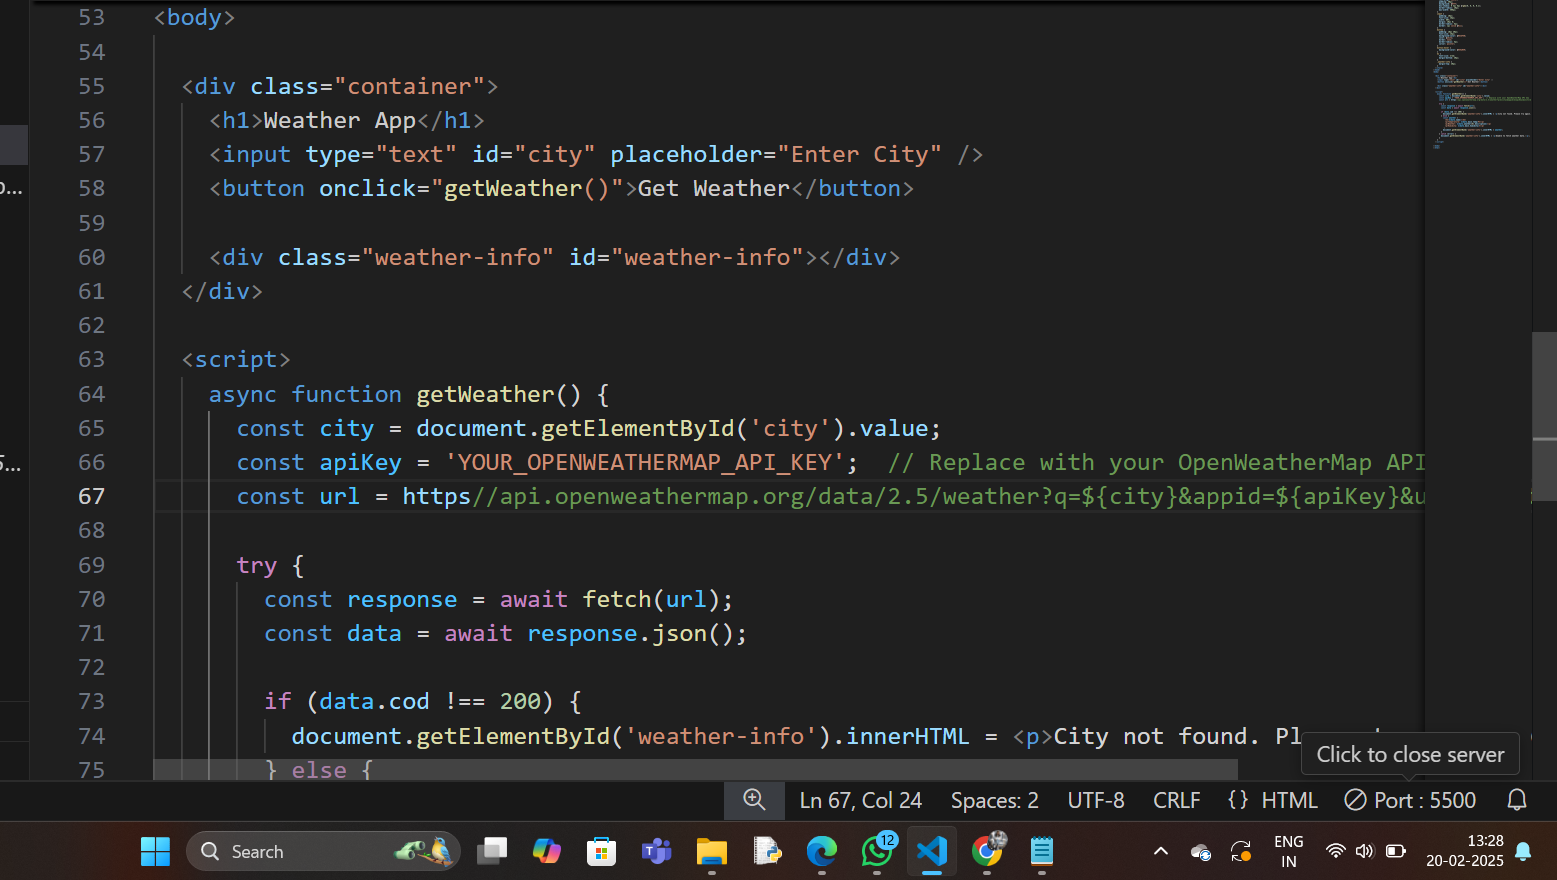 53 <body>
54
55 <div class="container">
56 <h1>Weather App</h1>
57 <input type="text" id="city" placeholder="Enter City" />
58 <button onclick="getWeather()">Get Weather</button>
59
60 <div class="weather-info" id="weather-info"></div>
61 </div>
62
63 <script>
64 async function getWeather() {
65 const city = document.getElementById('city').value;
66 const apiKey = 'YOUR_OPENWEATHERMAP_API_KEY'; // Replace with your OpenWeatherMap API
67 const url = https//api.openweathermap.org/data/2.5/weather?q=${city}&appid=${apiKey}&u
68
69 try {
70 const response = await fetch(url);
71 const data = await response.json();
72
73 if (data.cod !== 200) {
74 document.getElementById('weather-info').innerHTML = <p>City not found. Pl
75 } else {
Click to close server
Ln 67, Col 24 Spaces: 2 UTF-8 CRLF {} HTML Port : 5500
Search
12
ENG
IN
13:28
20-02-2025